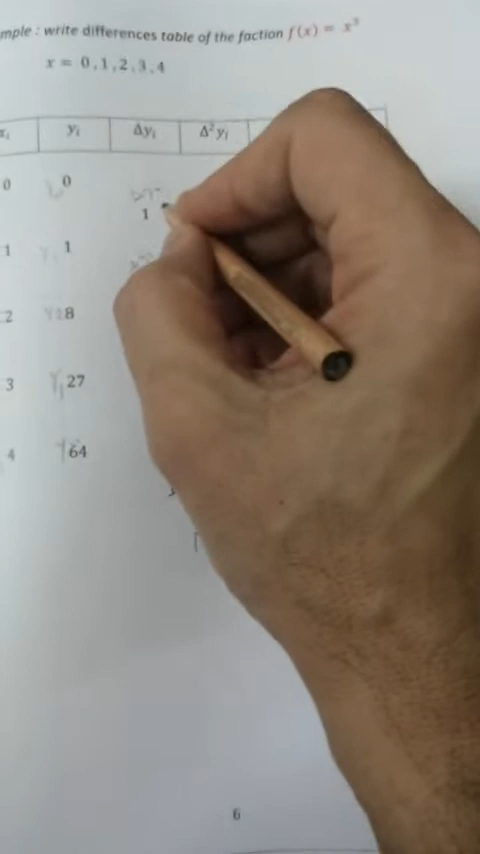 mple : write differences table of the faction f(x) = x³
x = 0,1,2,3,4
xᵢ yᵢ Δyᵢ Δ²yᵢ
0 0
1
1 1
2 8
3 27
4 64
6